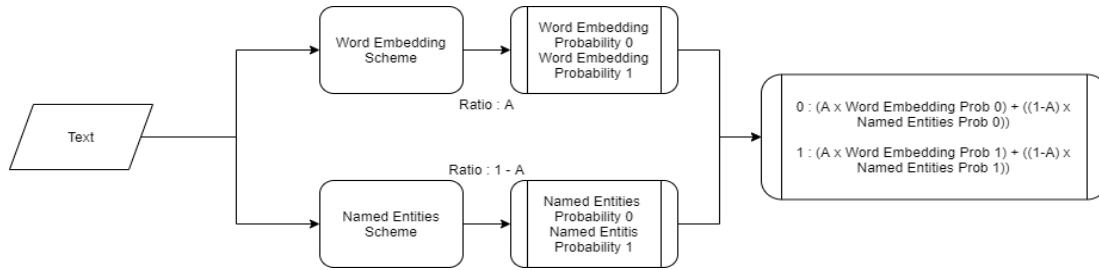 Text
Word Embedding
Scheme
Word Embedding
Probability 0
Word Embedding
Probability 1
Ratio : A
Ratio : 1 - A
Named Entities
Scheme
Named Entities
Probability 0
Named Entitis
Probability 1
0 : (A x Word Embedding Prob 0) + ((1-A) x
Named Entities Prob 0))
1 : (A x Word Embedding Prob 1) + ((1-A) x
Named Entities Prob 1))